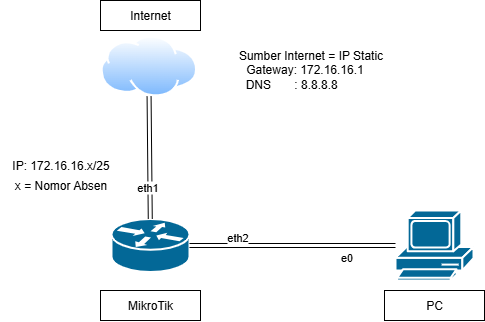 Internet
Sumber Internet = IP Static
Gateway: 172.16.16.1
DNS : 8.8.8.8
IP: 172.16.16.x/25
x = Nomor Absen
eth1
eth2
e0
MikroTik
PC